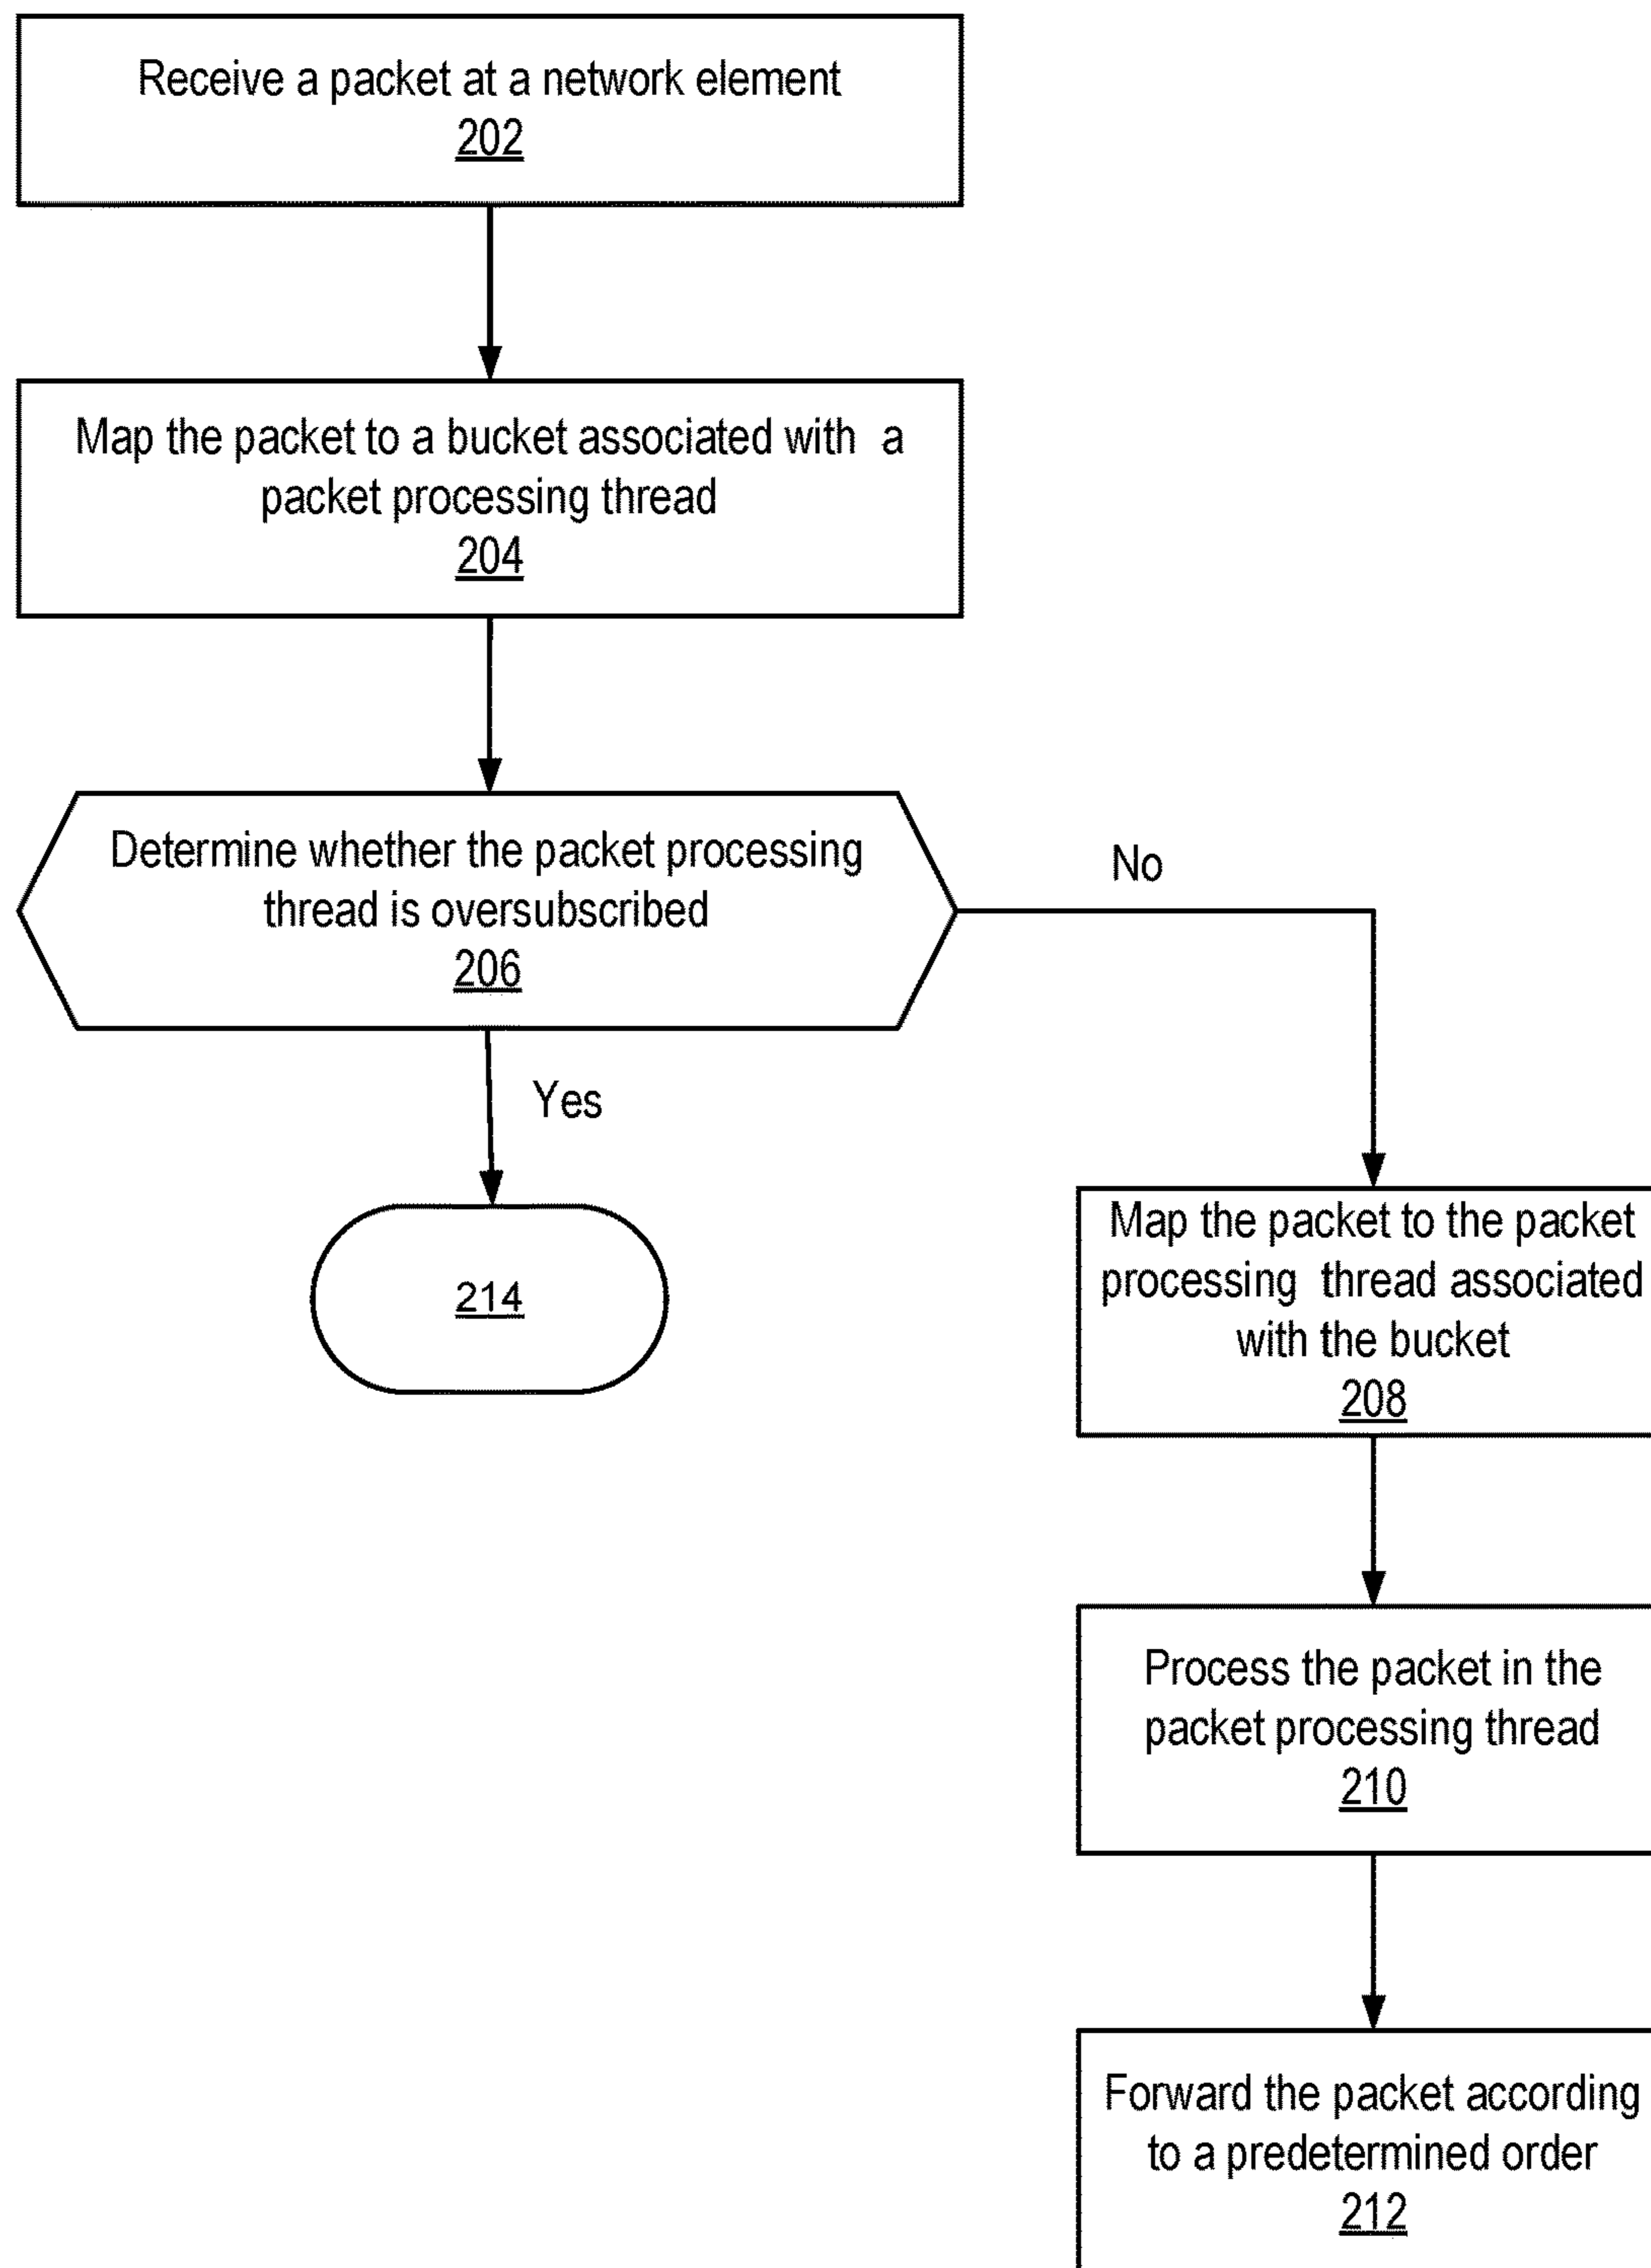 Receive a packet at a network element
202
Map the packet to a bucket associated with a
packet processing thread
204
Determine whether the packet processing
thread is oversubscribed
206
No
Yes
214
Map the packet to the packet
processing thread associated
with the bucket
208
Process the packet in the
packet processing thread
210
Forward the packet according
to a predetermined order
212